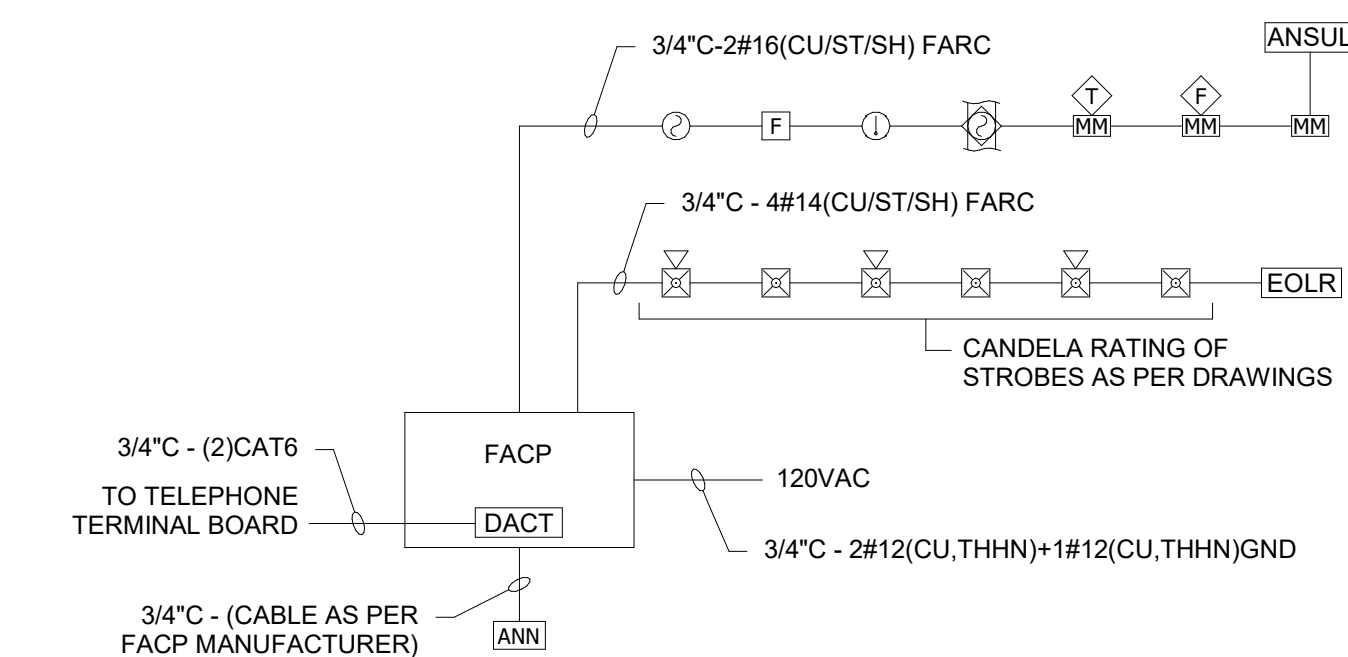 3/4"C-2#16(CU/ST/SH) FARC
ANSUL
T
F
F
MM
MM
MM
3/4"C - 4#14(CU/ST/SH) FARC
EOLR
CANDELA RATING OF
STROBES AS PER DRAWINGS
3/4"C - (2)CAT6
TO TELEPHONE
TERMINAL BOARD
FACP
DACT
120VAC
3/4"C - 2#12(CU,THHN)+1#12(CU,THHN)GND
3/4"C - (CABLE AS PER
FACP MANUFACTURER)
ANN